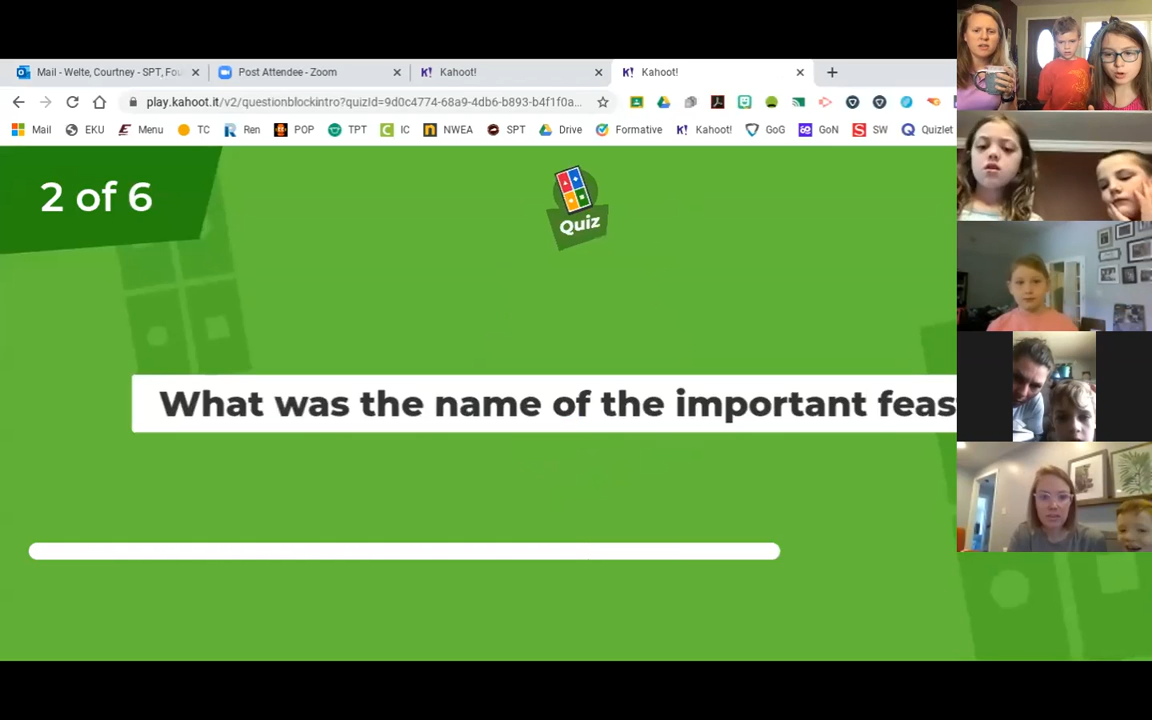 Mail - Welte, Courtney - SPT, Fou
Post Attendee - Zoom
Kahoot!
Kahoot!
play.kahoot.it/v2/questionblockintro?quizId=9d0c4774-68a9-4db6-b893-b4f1f0a...
Mail EKU Menu TC Ren POP TPT IC NWEA SPT Drive Formative Kahoot! GoG GoN SW Quizlet
2 of 6
Quiz
What was the name of the important feas